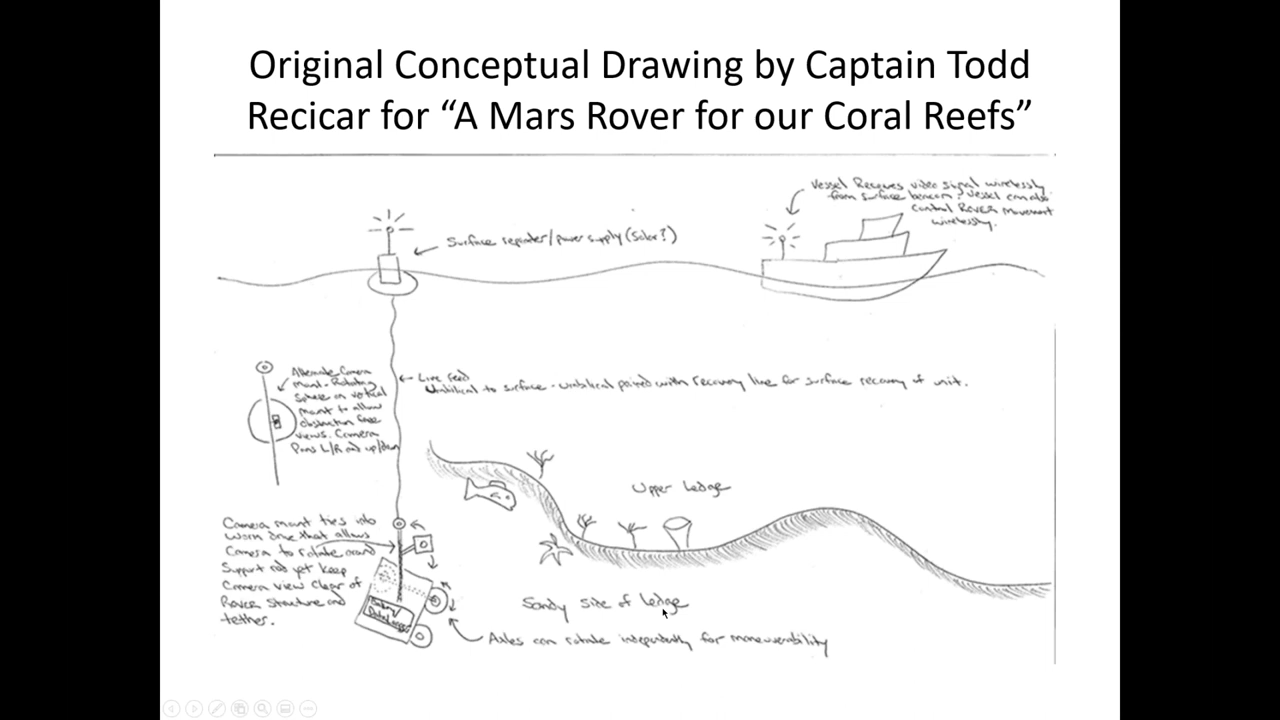 Original Conceptual Drawing by Captain Todd
Recicar for “A Mars Rover for our Coral Reefs”
Vessel Receives video signal wirelessly
from surface beacon. Vessel can also
Control Rover movement
wirelessly.
Surface repeater/power supply (Solar?)
Alternate Camera
mount - Rotating
Sphere on vertical
mount to allow
obstruction free
views. Camera
Pans L/R and up/down
Live feed
Umbilical to surface - umbilical paired with recovery line for surface recovery of unit.
Upper Ledge
Camera mount ties into
worm drive that allows
Camera to rotate around
Support rod yet keep
Camera view clear of
Rover structure and
tether.
Data Logger
Sandy side of ledge
Axles can rotate independently for maneuverability